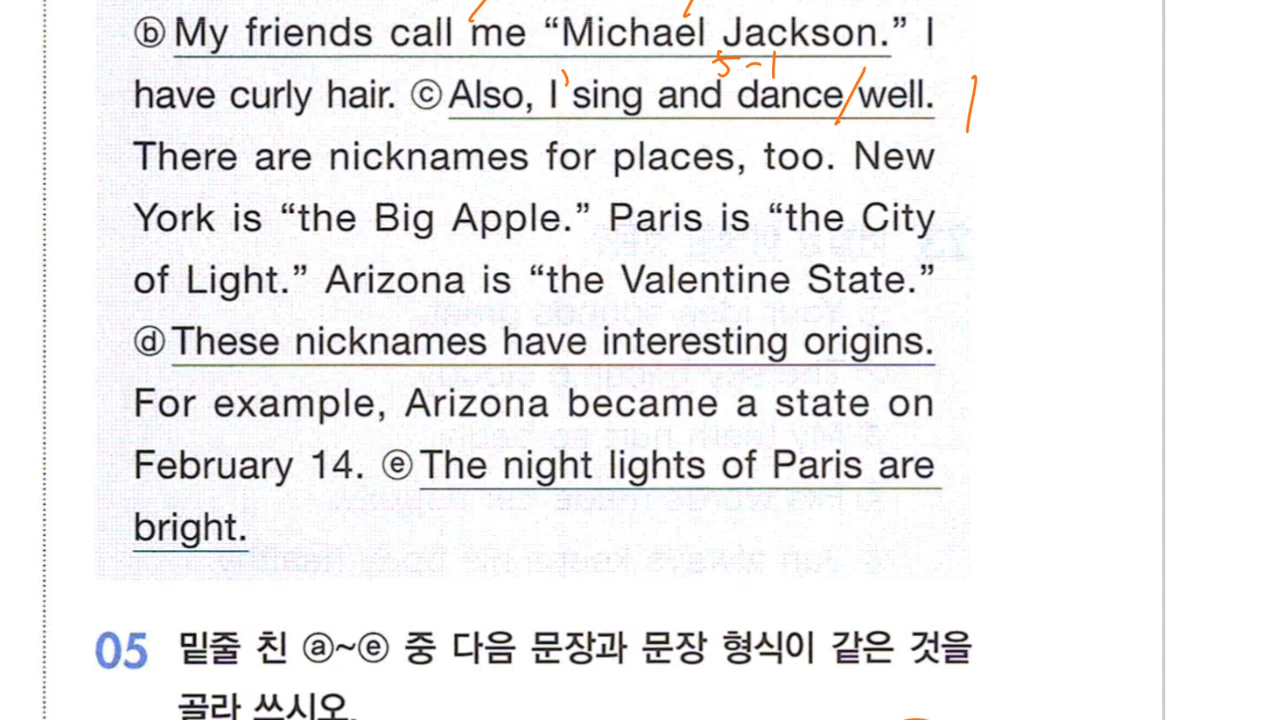 ⓑ My friends call me “Michael Jackson.” I
5-1
have curly hair. ⓒ Also, I sing and dance well.
There are nicknames for places, too. New
York is “the Big Apple.” Paris is “the City
of Light.” Arizona is “the Valentine State.”
ⓓ These nicknames have interesting origins.
For example, Arizona became a state on
February 14. ⓔ The night lights of Paris are
bright.
05 밑줄 친 ⓐ~ⓔ 중 다음 문장과 문장 형식이 같은 것을
골라 쓰시오.